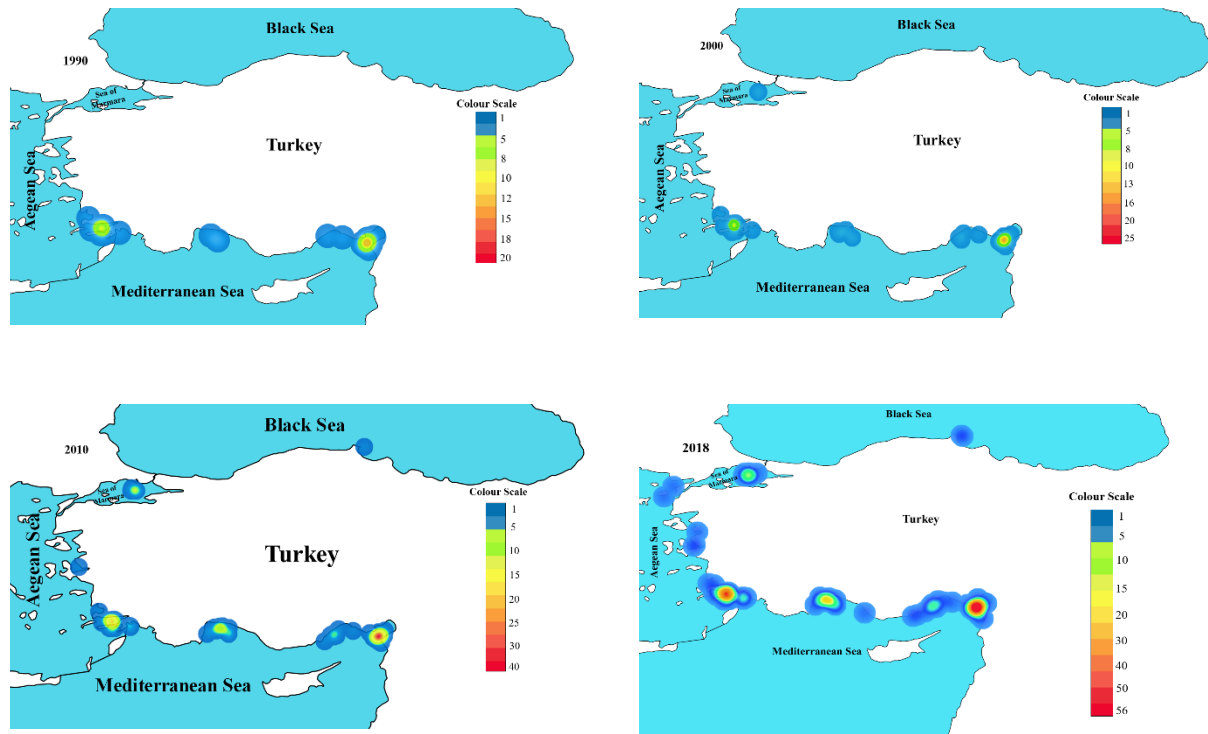 Black Sea
1990
Sea of
Marmara
Colour Scale
1
5
8
10
12
15
18
20
Turkey
Aegean Sea
Mediterranean Sea
Black Sea
2000
Sea of
Marmara
Colour Scale
1
5
8
10
13
16
20
25
Turkey
Aegean Sea
Mediterranean Sea
Black Sea
2010
Sea of
Marmara
Colour Scale
1
5
10
15
20
30
30
40
Turkey
Aegean Sea
Mediterranean Sea
Black Sea
2018
Sea of
Marmara
Colour Scale
1
5
10
15
20
30
40
50
56
Turkey
Aegean Sea
Mediterranean Sea